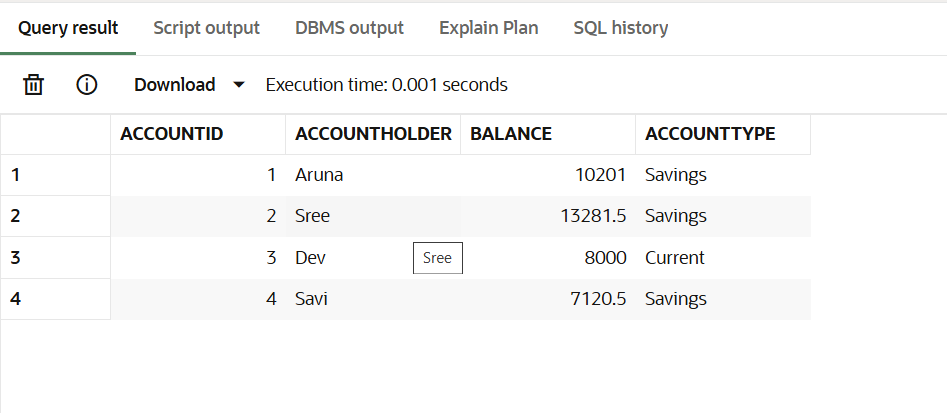 Query result Script output DBMS output Explain Plan SQL history
Download Execution time: 0.001 seconds
ACCOUNTID ACCOUNTHOLDER BALANCE ACCOUNTTYPE
1 1 Aruna 10201 Savings
2 2 Sree 13281.5 Savings
3 3 Dev Sree 8000 Current
4 4 Savi 7120.5 Savings